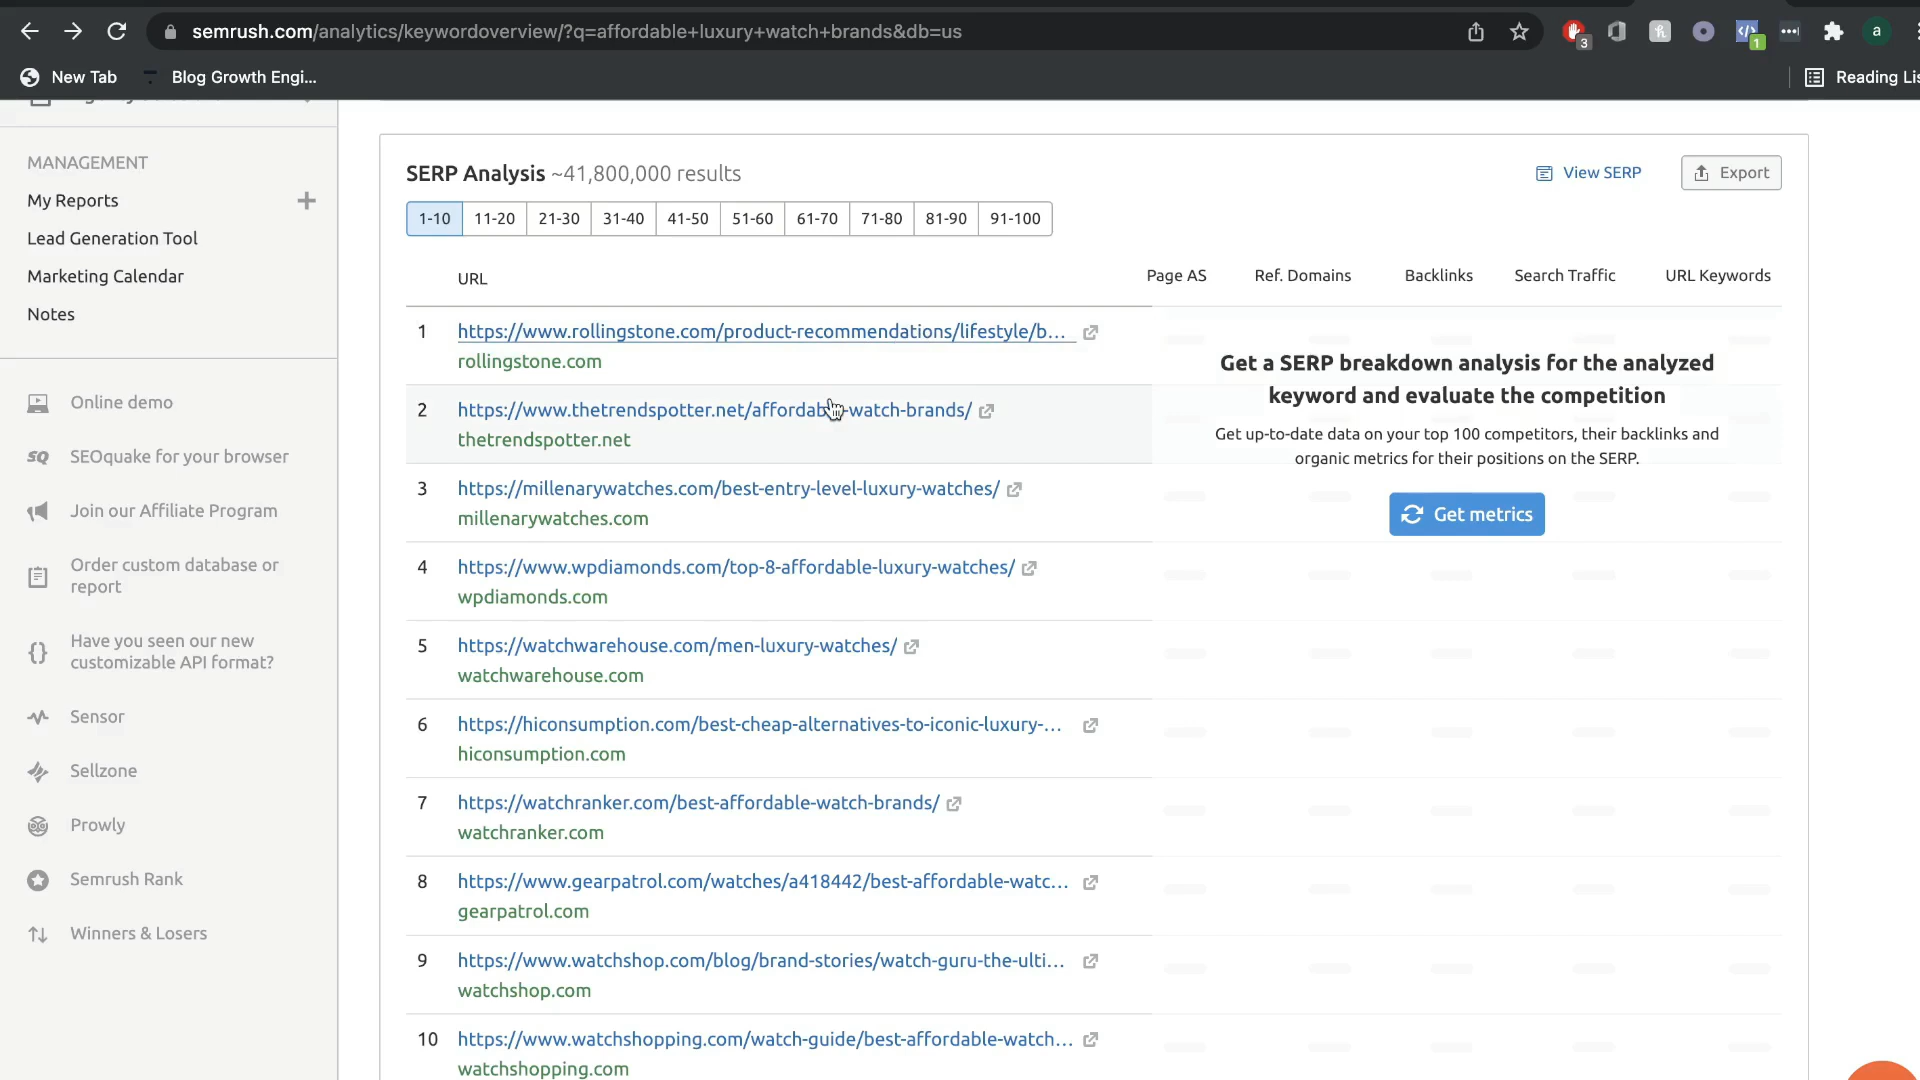 semrush.com/analytics/keywordoverview/?q=affordable+luxury+watch+brands&db=us
3
1
a
New Tab
Blog Growth Engi...
Reading Lis
MANAGEMENT
My Reports
Lead Generation Tool
Marketing Calendar
Notes
Online demo
SQ SEOquake for your browser
Join our Affiliate Program
Order custom database or
report
Have you seen our new
customizable API format?
Sensor
Sellzone
Prowly
Semrush Rank
Winners & Losers
SERP Analysis ~41,800,000 results
View SERP
Export
1-10 11-20 21-30 31-40 41-50 51-60 61-70 71-80 81-90 91-100
URL Page AS Ref. Domains Backlinks Search Traffic URL Keywords
1 https://www.rollingstone.com/product-recommendations/lifestyle/b...
rollingstone.com
2 https://www.thetrendspotter.net/affordable-watch-brands/
thetrendspotter.net
3 https://millenarywatches.com/best-entry-level-luxury-watches/
millenarywatches.com
4 https://www.wpdiamonds.com/top-8-affordable-luxury-watches/
wpdiamonds.com
5 https://watchwarehouse.com/men-luxury-watches/
watchwarehouse.com
6 https://hiconsumption.com/best-cheap-alternatives-to-iconic-luxury-...
hiconsumption.com
7 https://watchranker.com/best-affordable-watch-brands/
watchranker.com
8 https://www.gearpatrol.com/watches/a418442/best-affordable-watc...
gearpatrol.com
9 https://www.watchshop.com/blog/brand-stories/watch-guru-the-ulti...
watchshop.com
10 https://www.watchshopping.com/watch-guide/best-affordable-watch...
watchshopping.com
Get a SERP breakdown analysis for the analyzed
keyword and evaluate the competition
Get up-to-date data on your top 100 competitors, their backlinks and
organic metrics for their positions on the SERP.
Get metrics